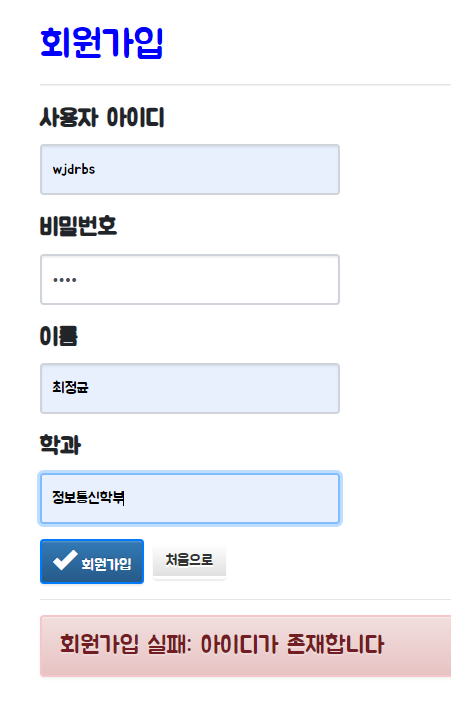 회원가입
사용자 아이디
wjdrbs
비밀번호
••••
이름
최정균
학과
정보통신학부
회원가입 처음으로
회원가입 실패: 아이디가 존재합니다